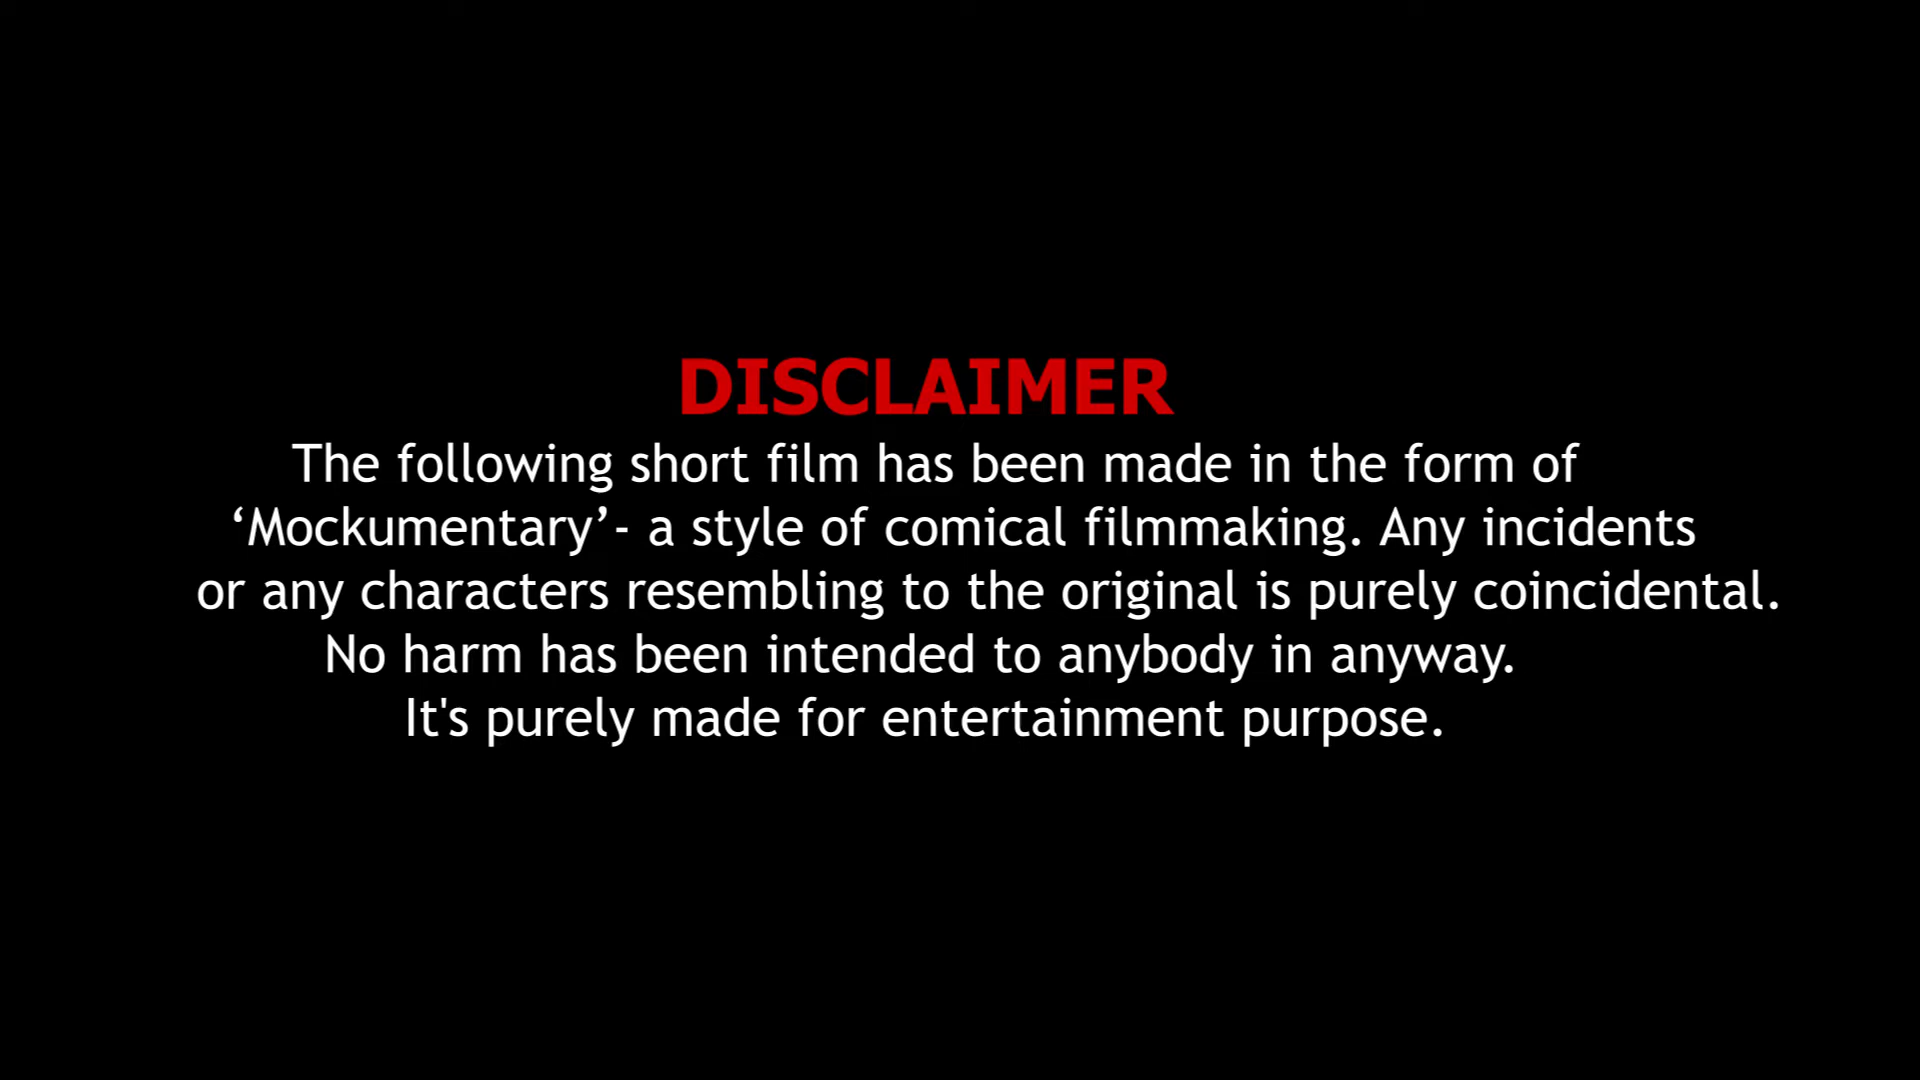 DISCLAIMER
The following short film has been made in the form of
‘Mockumentary’- a style of comical filmmaking. Any incidents
or any characters resembling to the original is purely coincidental.
No harm has been intended to anybody in anyway.
It's purely made for entertainment purpose.